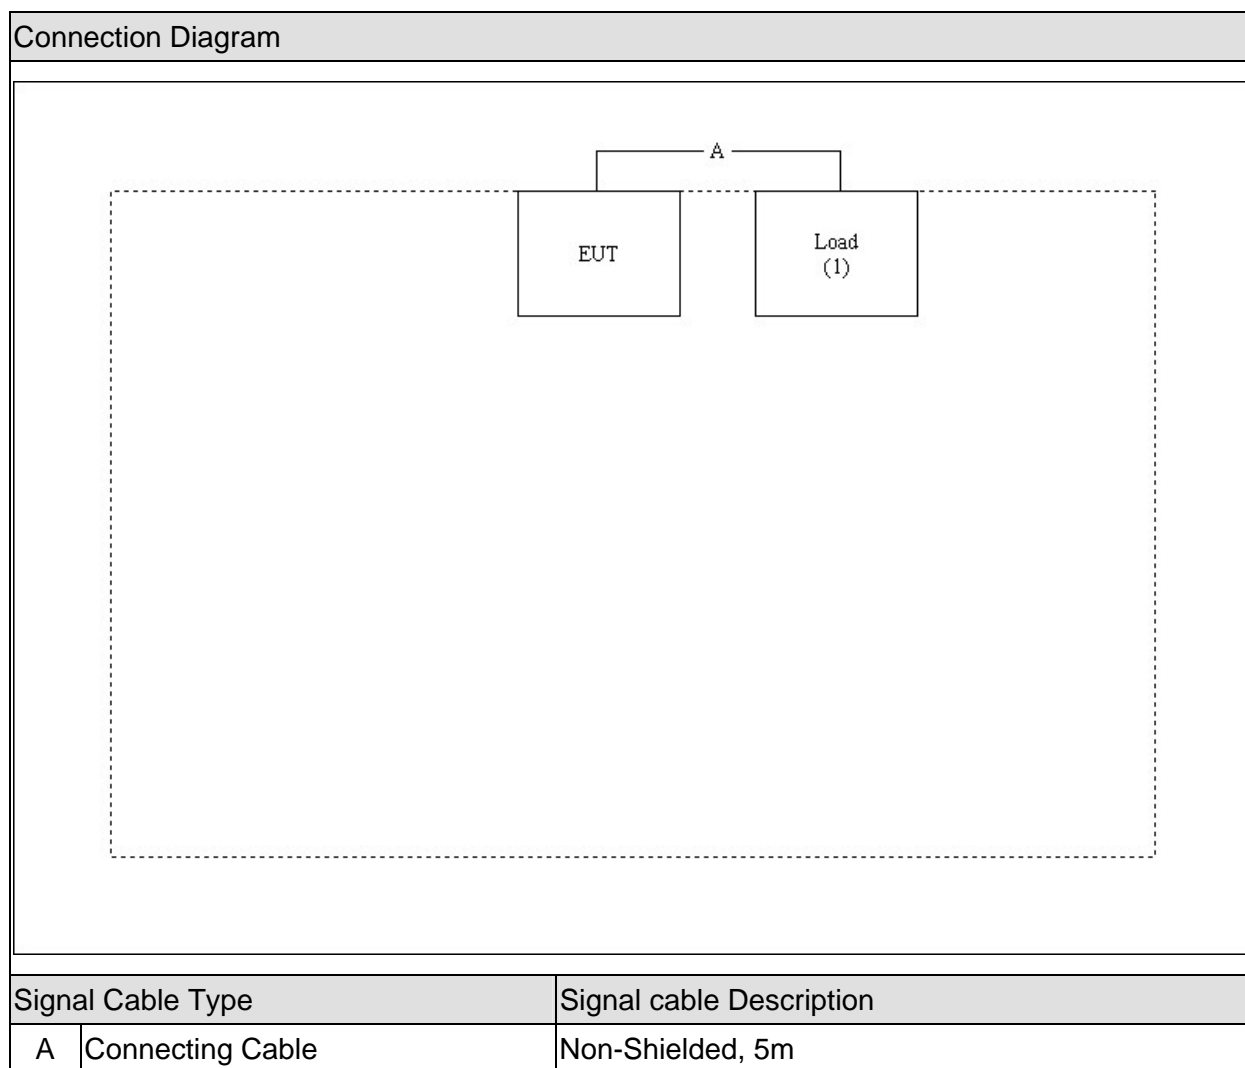 Connection Diagram
A
EUT
Load
(1)
Signal Cable Type Signal cable Description
A Connecting Cable Non-Shielded, 5m